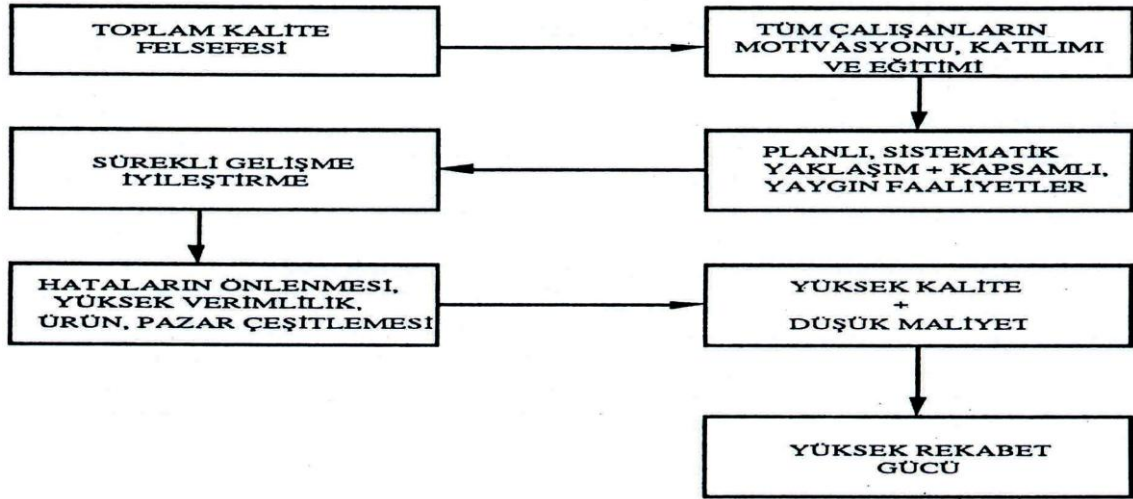 TOPLAM KALİTE
FELSEFESİ
TÜM ÇALIŞANLARIN
MOTİVASYONU, KATILIMI
VE EĞİTİMİ
PLANLI, SİSTEMATİK
YAKLAŞIM + KAPSAMLI,
YAYGIN FAALİYETLER
SÜREKLİ GELİŞME
İYİLEŞTİRME
HATALARIN ÖNLENMESİ,
YÜKSEK VERİMLİLİK,
ÜRÜN, PAZAR ÇEŞİTLEMESİ
YÜKSEK KALİTE
+
DÜŞÜK MALİYET
YÜKSEK REKABET
GÜCÜ